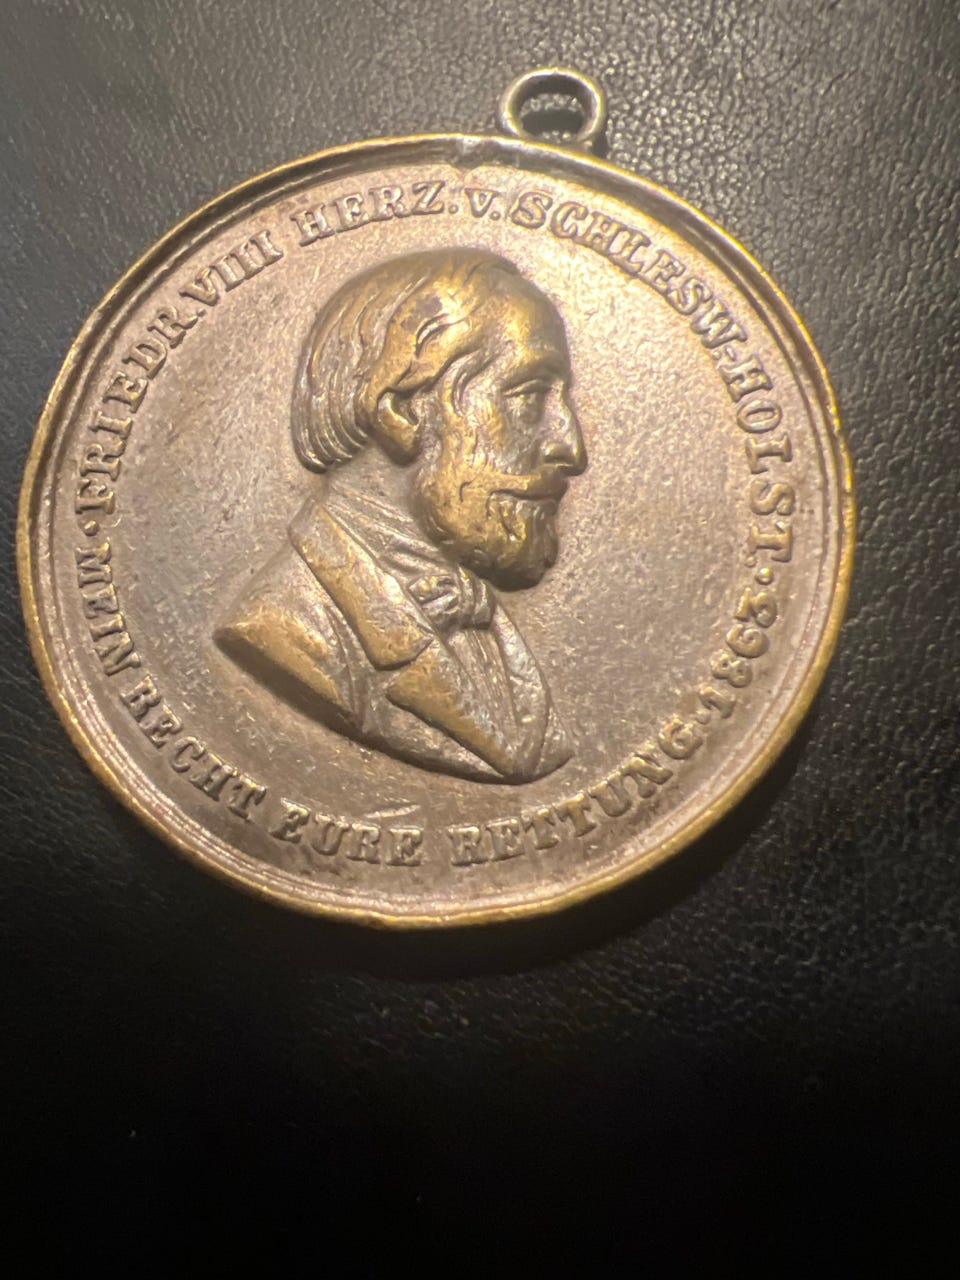 FRIEDR. VIII HERZ. V. SCHLESW-HOLST.
MEIN RECHT EURE RETTUNG · 1863